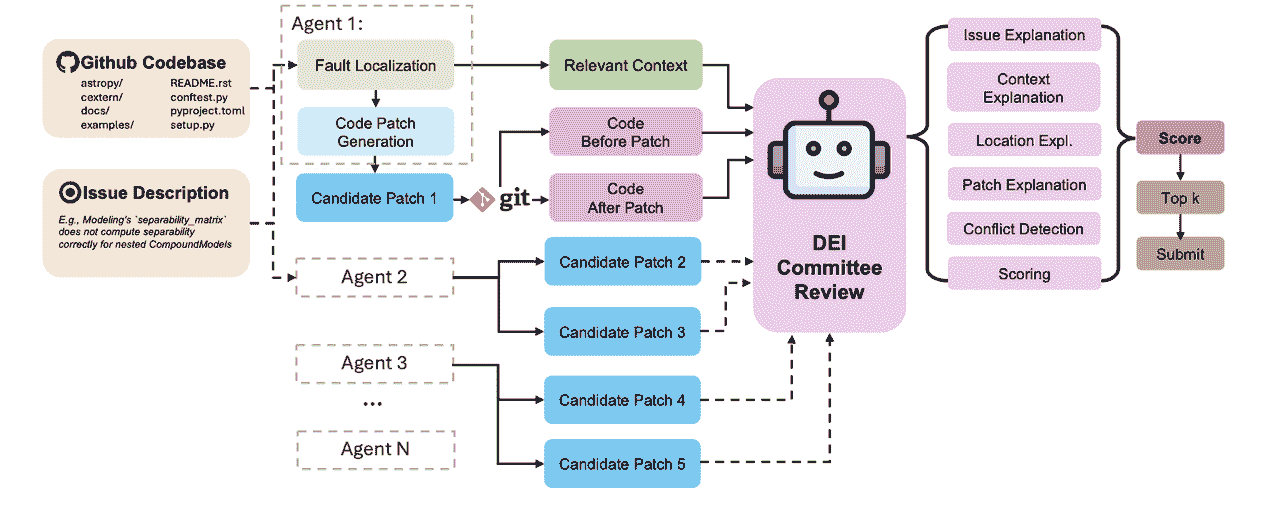 Agent 1:
Github Codebase
astropy/ README.rst
cextern/ conftest.py
docs/ pyproject.toml
examples/ setup.py
Issue Description
E.g., Modeling's `separability_matrix`
does not compute separability
correctly for nested CompoundModels
Fault Localization
Code Patch
Generation
Candidate Patch 1
git
Relevant Context
Code
Before Patch
Code
After Patch
Agent 2
Candidate Patch 2
Candidate Patch 3
Agent 3
...
Agent N
Candidate Patch 4
Candidate Patch 5
DEI
Committee
Review
Issue Explanation
Context
Explanation
Location Expl.
Patch Explanation
Conflict Detection
Scoring
Score
Top k
Submit